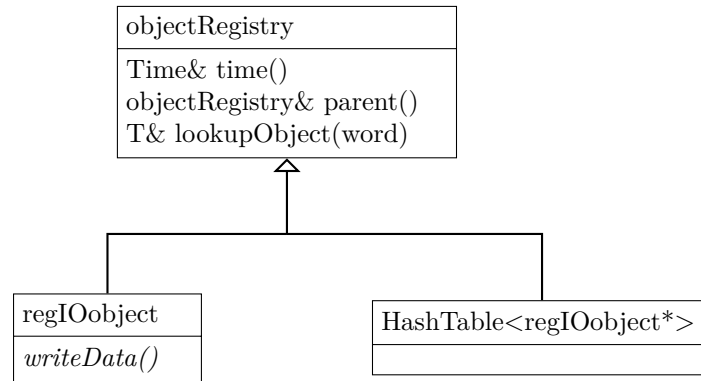 objectRegistry
Time& time()
objectRegistry& parent()
T& lookupObject(word)
regIOobject
writeData()
HashTable<regIOobject*>